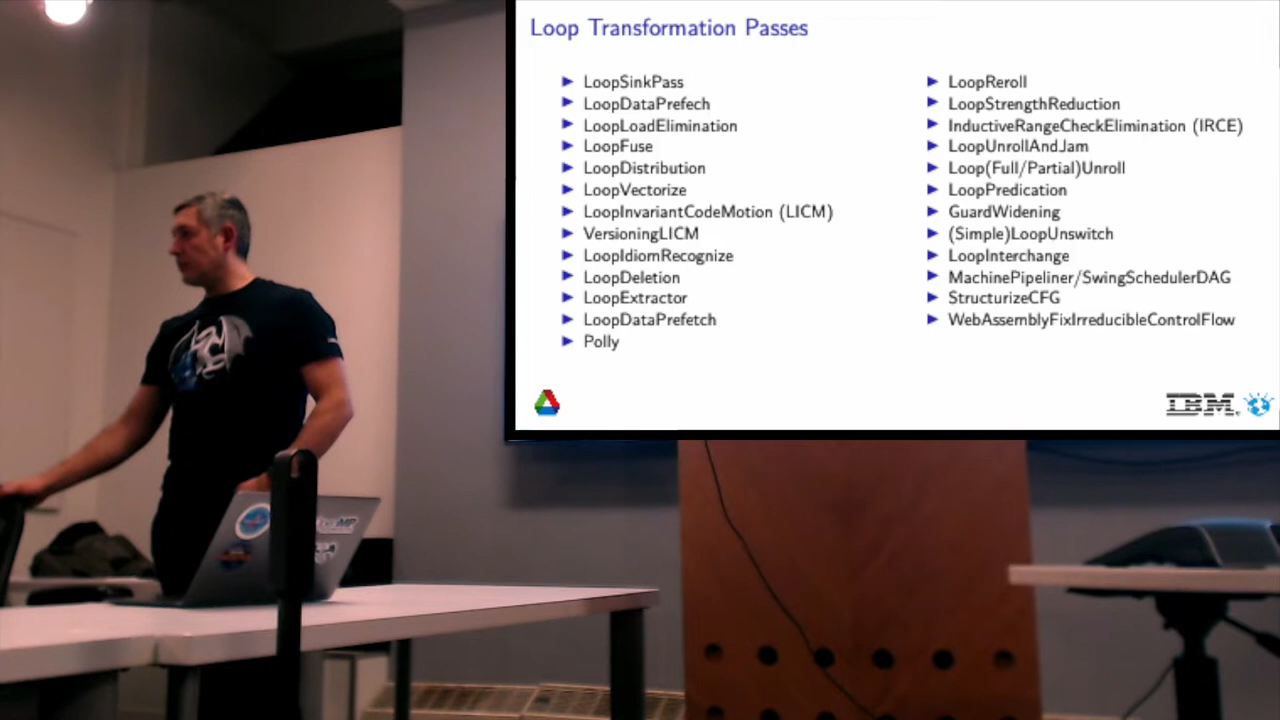 Loop Transformation Passes
LoopSinkPass
LoopDataPrefech
LoopLoadElimination
LoopFuse
LoopDistribution
LoopVectorize
LoopInvariantCodeMotion (LICM)
VersioningLICM
LoopIdiomRecognize
LoopDeletion
LoopExtractor
LoopDataPrefetch
Polly
LoopReroll
LoopStrengthReduction
InductiveRangeCheckElimination (IRCE)
LoopUnrollAndJam
Loop(Full/Partial)Unroll
LoopPredication
GuardWidening
(Simple)LoopUnswitch
LoopInterchange
MachinePipeliner/SwingSchedulerDAG
StructurizeCFG
WebAssemblyFixIrreducibleControlFlow
IBM